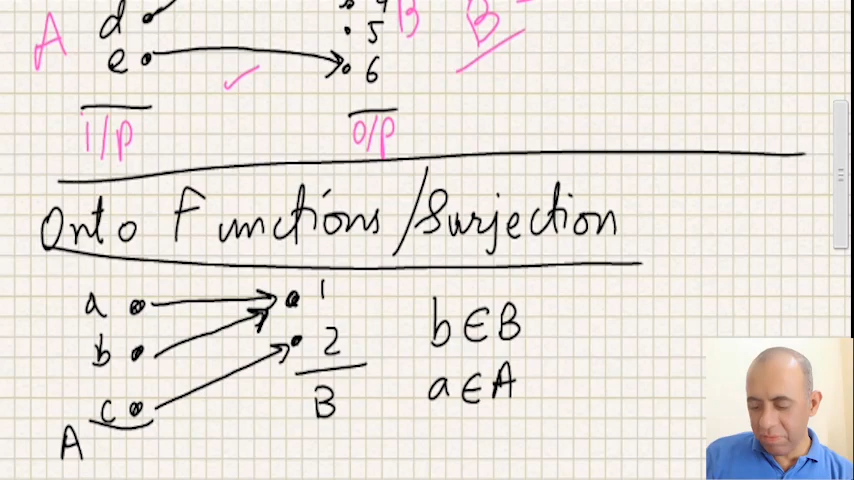 A d 5 B B
e 6
i/p o/p
Onto Functions/Surjection
a 1
b 2 b∈B
c B a∈A
A